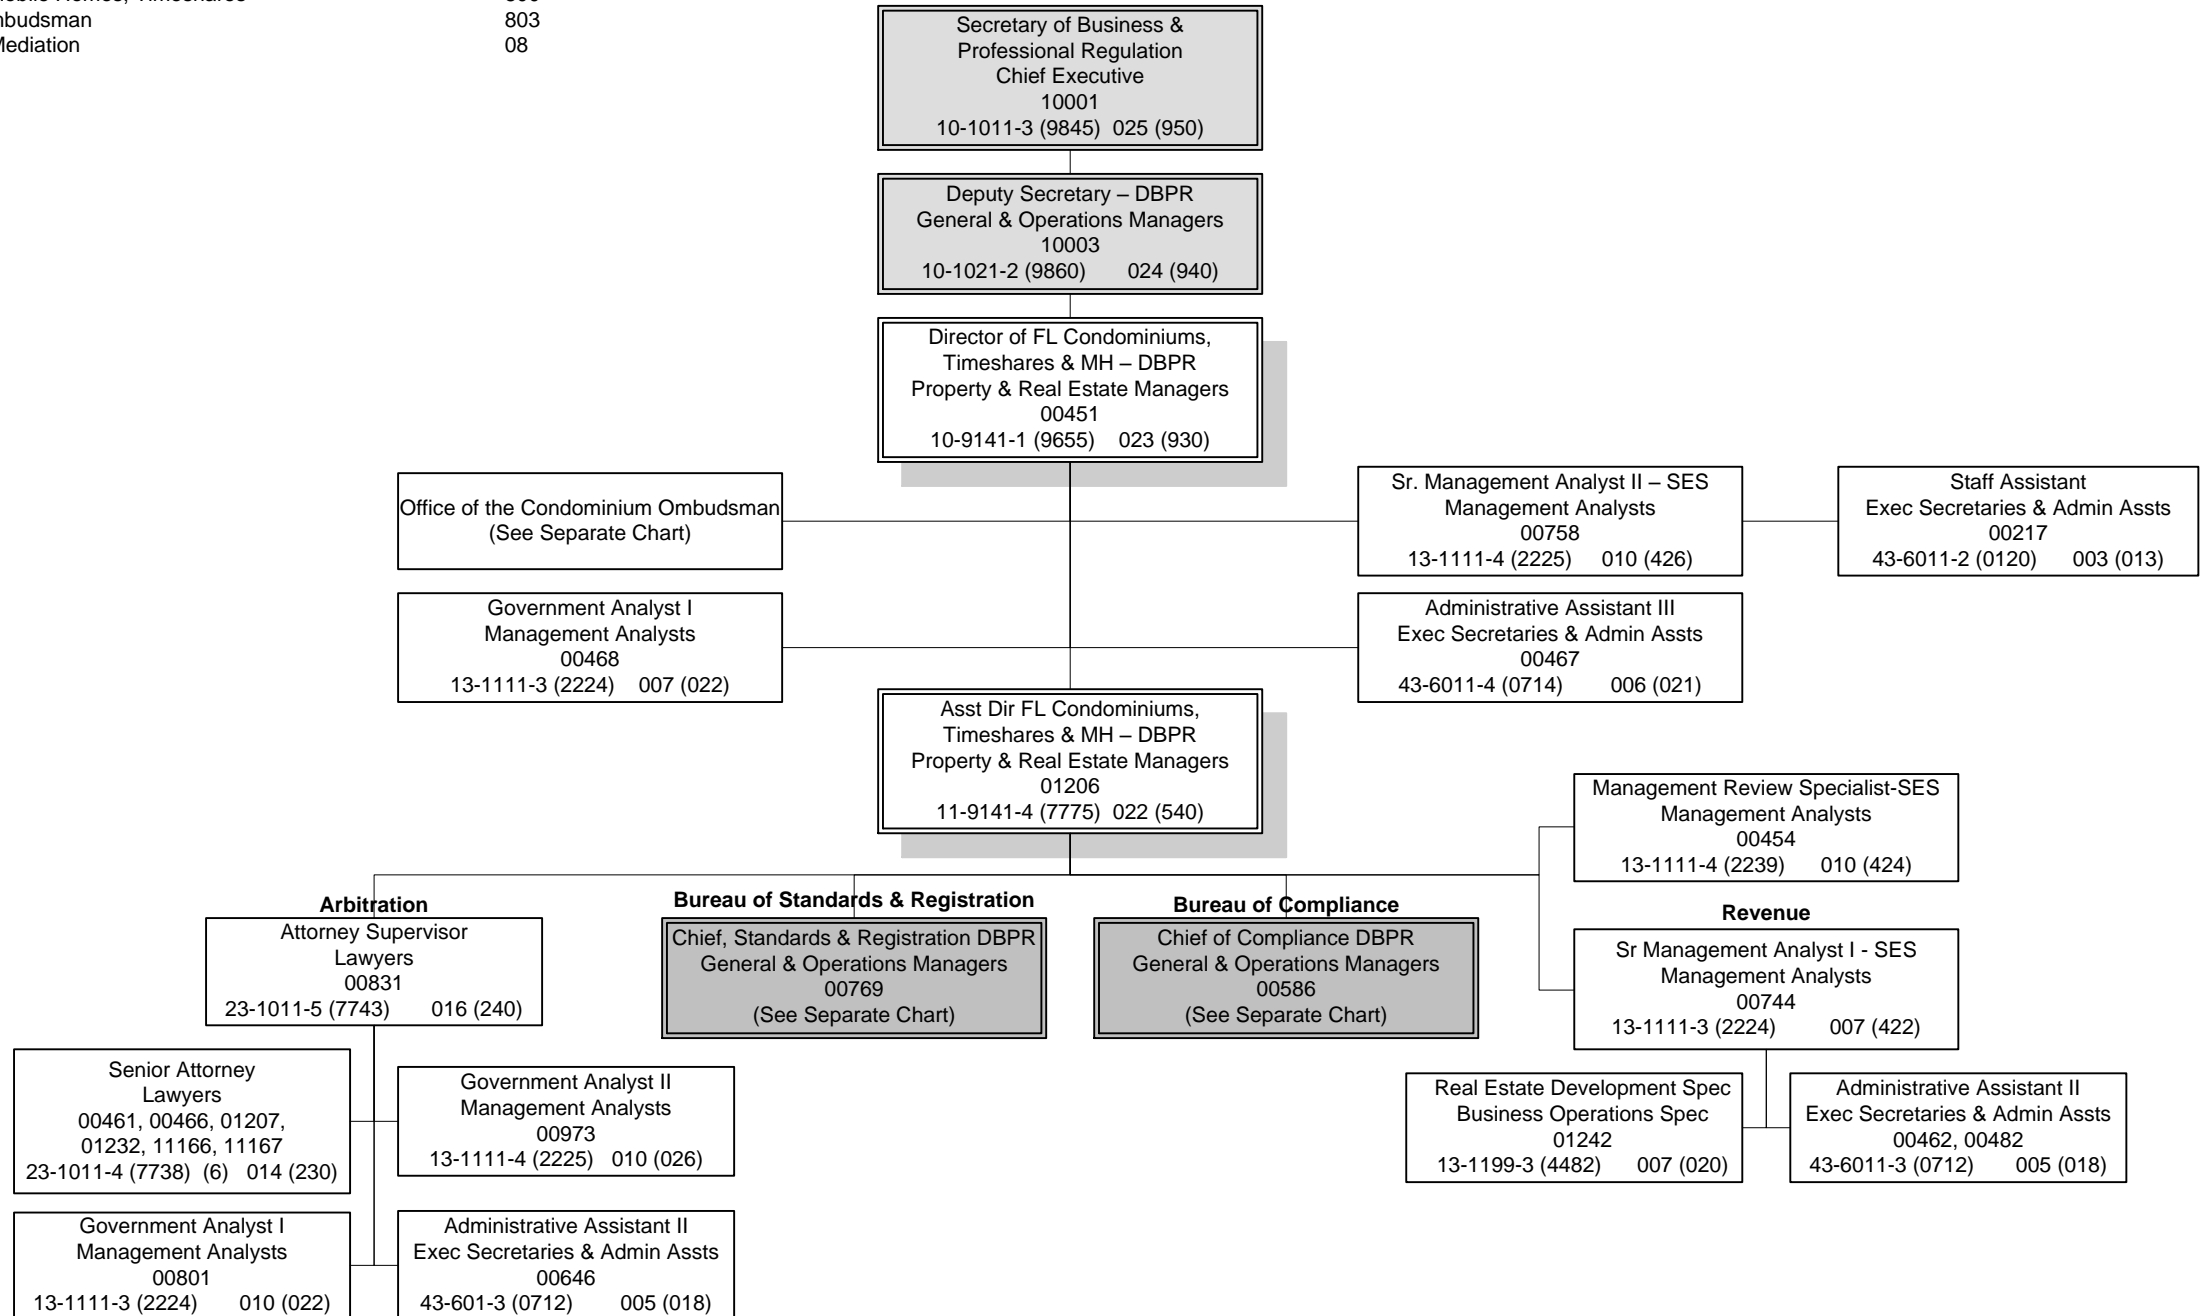 Mediation 08
803
Secretary of Business &
Professional Regulation
Chief Executive
10001
10-1011-3 (9845) 025 (950)
Deputy Secretary – DBPR
General & Operations Managers
10003
10-1021-2 (9860) 024 (940)
Director of FL Condominiums,
Timeshares & MH – DBPR
Property & Real Estate Managers
00451
10-9141-1 (9655) 023 (930)
Office of the Condominium Ombudsman
(See Separate Chart)
Sr. Management Analyst II – SES
Management Analysts
00758
13-1111-4 (2225) 010 (426)
Staff Assistant
Exec Secretaries & Admin Assts
00217
43-6011-2 (0120) 003 (013)
Government Analyst I
Management Analysts
00468
13-1111-3 (2224) 007 (022)
Administrative Assistant III
Exec Secretaries & Admin Assts
00467
43-6011-4 (0714) 006 (021)
Asst Dir FL Condominiums,
Timeshares & MH – DBPR
Property & Real Estate Managers
01206
11-9141-4 (7775) 022 (540)
Management Review Specialist-SES
Management Analysts
00454
13-1111-4 (2239) 010 (424)
Arbitration
Attorney Supervisor
Lawyers
00831
23-1011-5 (7743) 016 (240)
Bureau of Standards & Registration
Chief, Standards & Registration DBPR
General & Operations Managers
00769
(See Separate Chart)
Bureau of Compliance
Chief of Compliance DBPR
General & Operations Managers
00586
(See Separate Chart)
Revenue
Sr Management Analyst I - SES
Management Analysts
00744
13-1111-3 (2224) 007 (422)
Senior Attorney
Lawyers
00461, 00466, 01207,
01232, 11166, 11167
23-1011-4 (7738) (6) 014 (230)
Government Analyst II
Management Analysts
00973
13-1111-4 (2225) 010 (026)
Real Estate Development Spec
Business Operations Spec
01242
13-1199-3 (4482) 007 (020)
Administrative Assistant II
Exec Secretaries & Admin Assts
00462, 00482
43-6011-3 (0712) 005 (018)
Government Analyst I
Management Analysts
00801
13-1111-3 (2224) 010 (022)
Administrative Assistant II
Exec Secretaries & Admin Assts
00646
43-601-3 (0712) 005 (018)